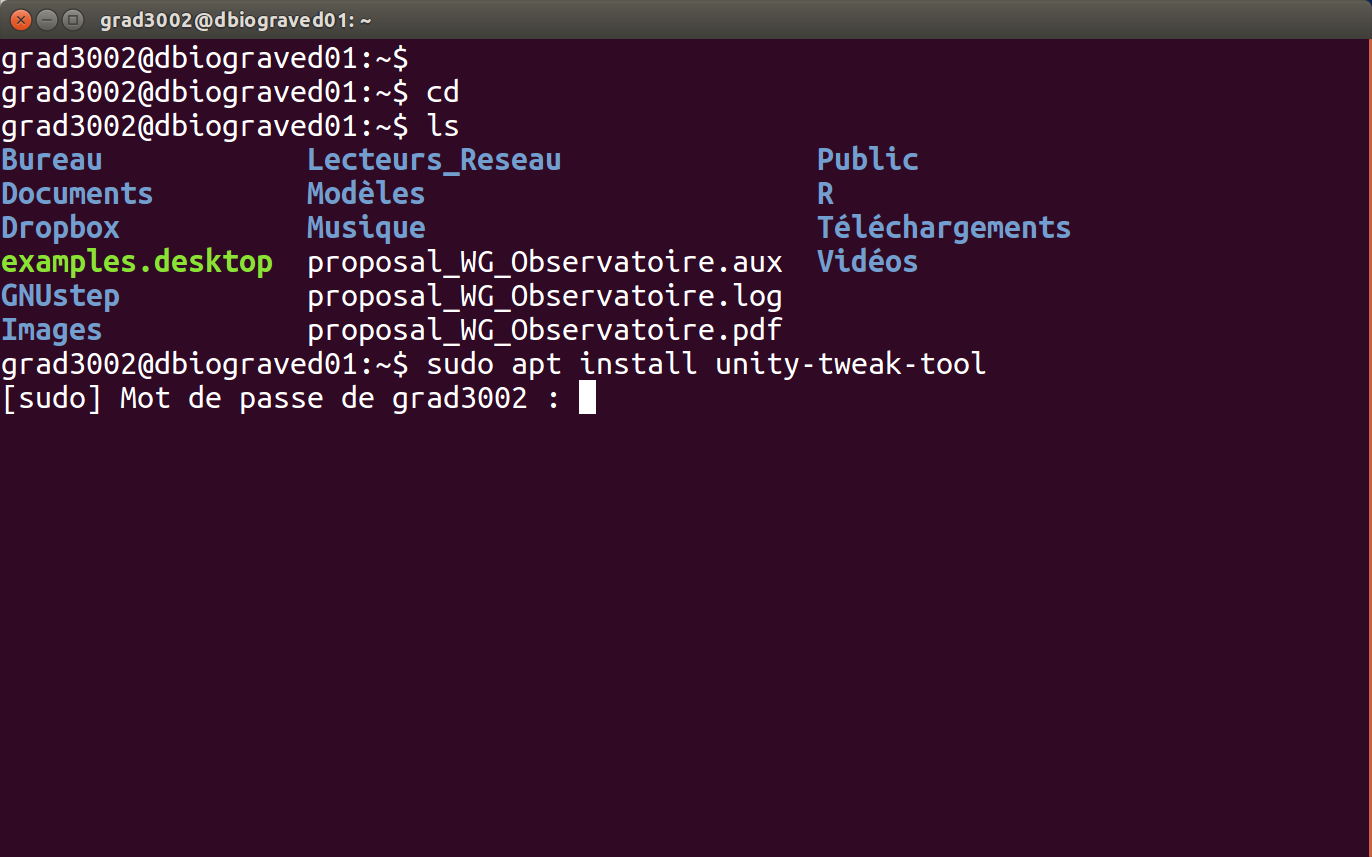 grad3002@dbiograved01: ~
grad3002@dbiograved01:~$
grad3002@dbiograved01:~$ cd
grad3002@dbiograved01:~$ ls
Bureau Lecteurs_Reseau Public
Documents Modèles R
Dropbox Musique Téléchargements
examples.desktop proposal_WG_Observatoire.aux Vidéos
GNUstep proposal_WG_Observatoire.log
Images proposal_WG_Observatoire.pdf
grad3002@dbiograved01:~$ sudo apt install unity-tweak-tool
[sudo] Mot de passe de grad3002 :